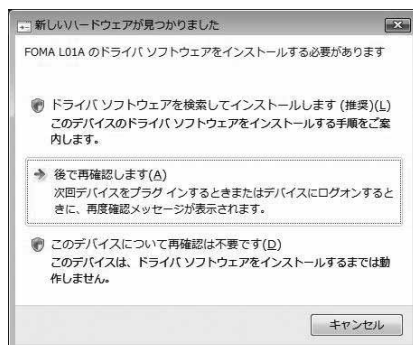 新しいハードウェアが見つかりました
FOMA L01A のドライバ ソフトウェアをインストールする必要があります
ドライバ ソフトウェアを検索してインストールします (推奨)(L)
このデバイスのドライバ ソフトウェアをインストールする手順をご案
内します。
後で再確認します(A)
次回デバイスをプラグ インするときまたはデバイスにログオンすると
きに、再度確認メッセージが表示されます。
このデバイスについて再確認は不要です(D)
このデバイスは、ドライバ ソフトウェアをインストールするまでは動
作しません。
キャンセル